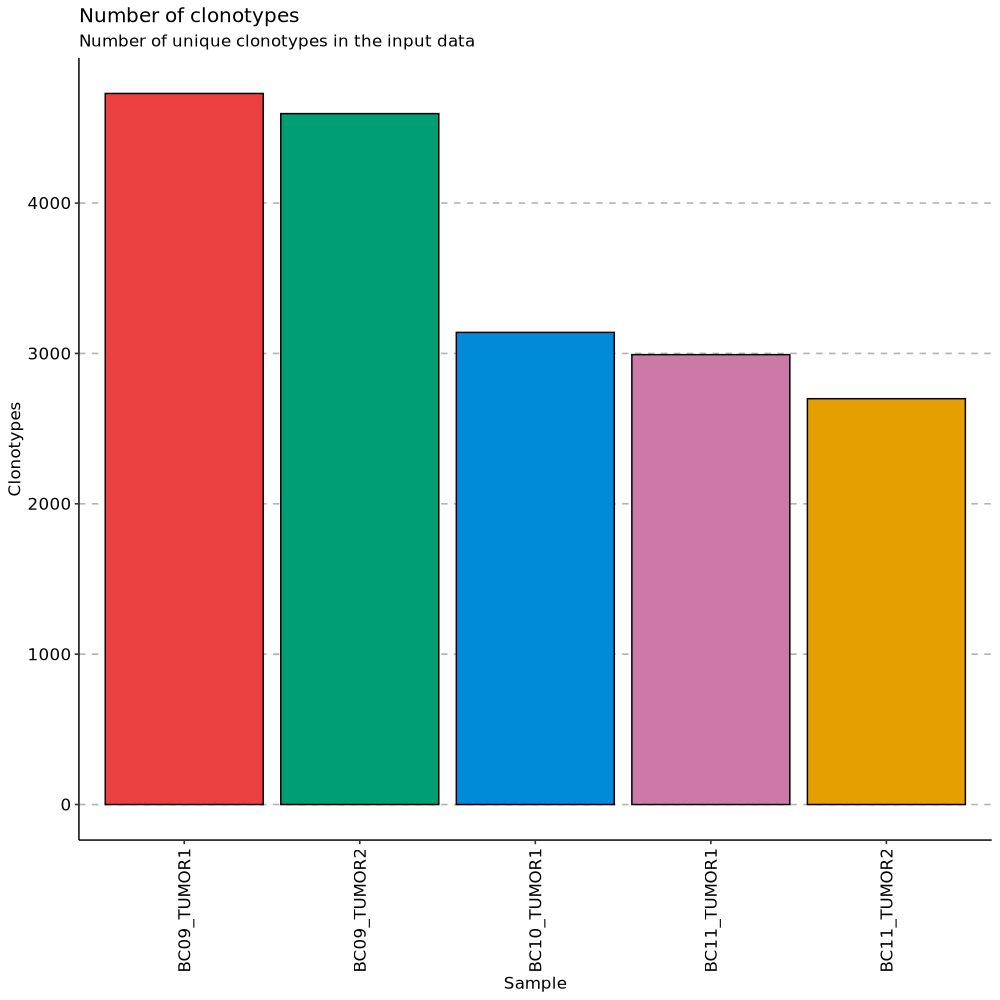 Number of clonotypes
Number of unique clonotypes in the input data
Clonotypes
4000
3000
2000
1000
0
BC09_TUMOR1
BC09_TUMOR2
BC10_TUMOR1
BC11_TUMOR1
BC11_TUMOR2
Sample